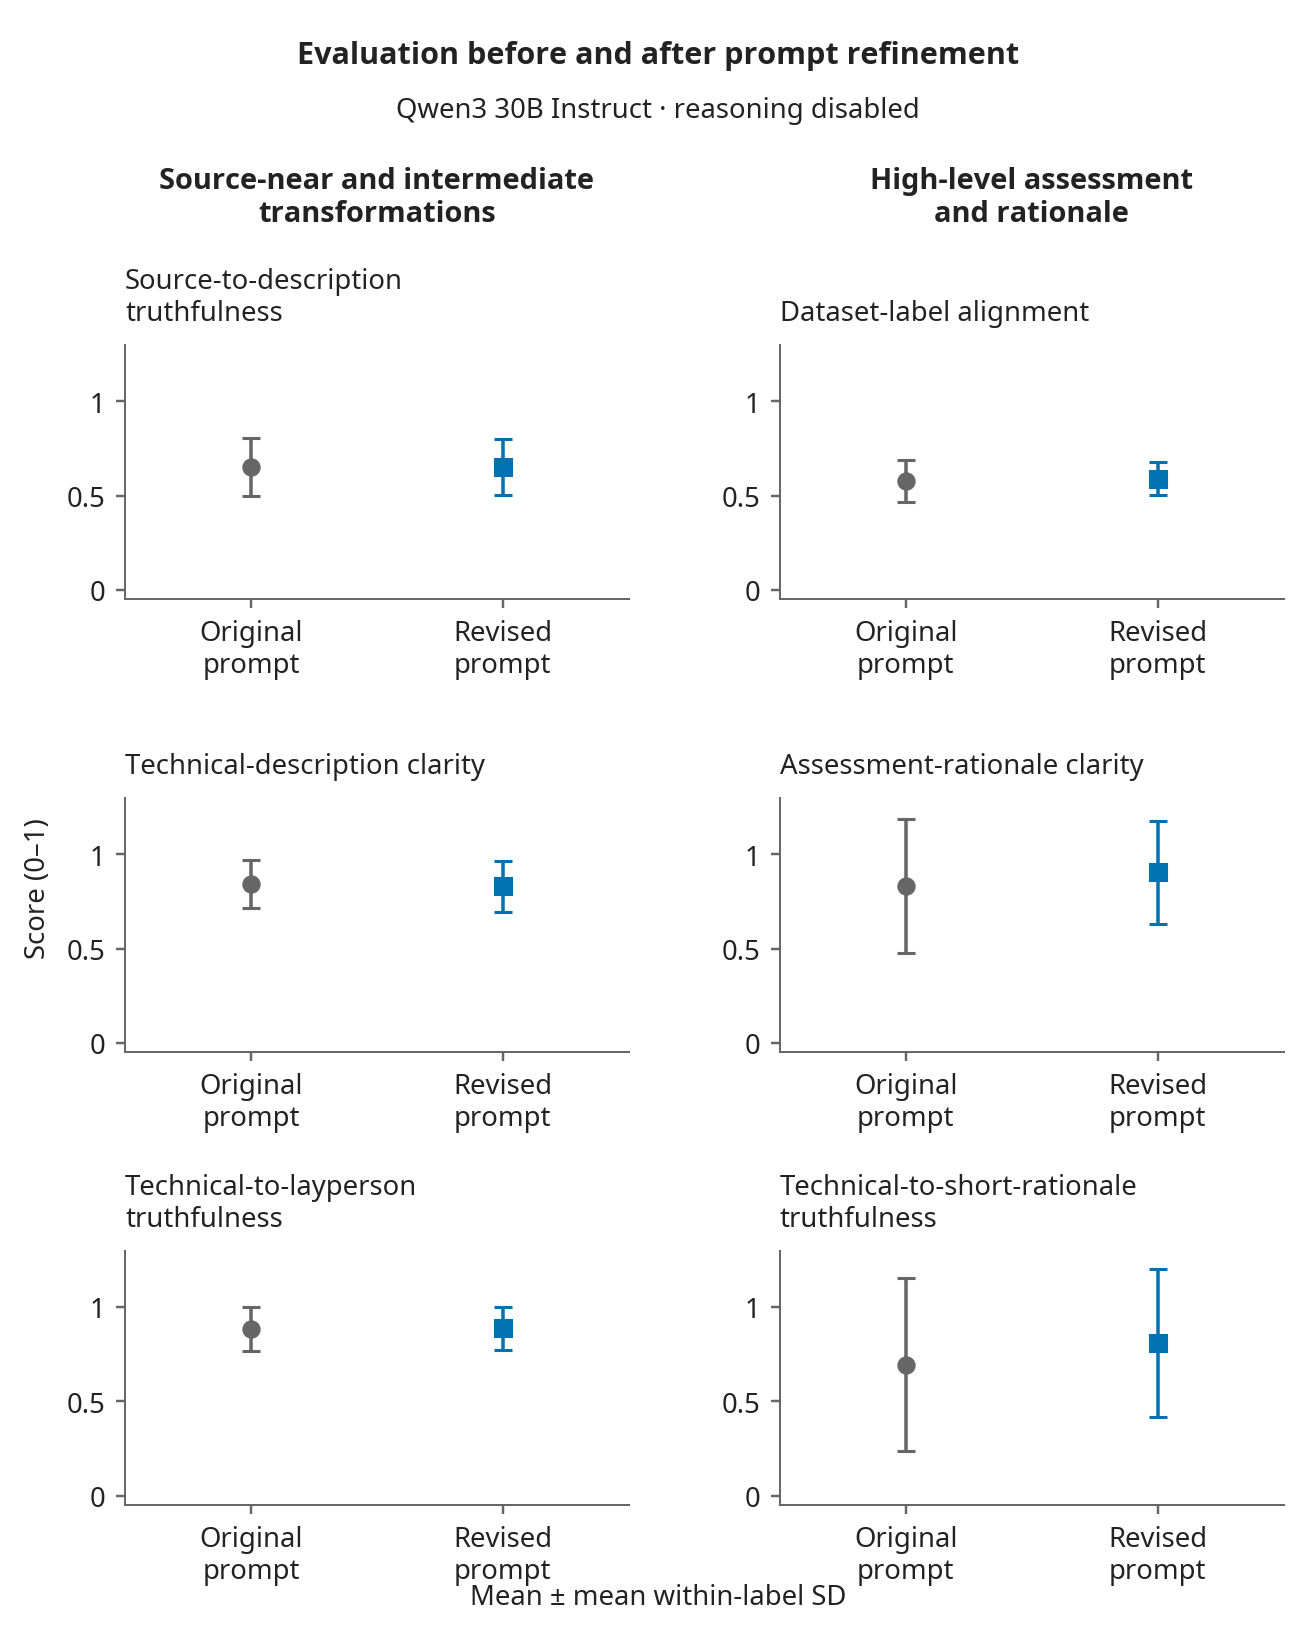 Evaluation before and after prompt refinement
Qwen3 30B Instruct · reasoning disabled
Source-near and intermediate
transformations
High-level assessment
and rationale
Source-to-description
truthfulness
1
0.5
0
Original
prompt
Revised
prompt
Dataset-label alignment
1
0.5
0
Original
prompt
Revised
prompt
Score (0–1)
Technical-description clarity
1
0.5
0
Original
prompt
Revised
prompt
Assessment-rationale clarity
1
0.5
0
Original
prompt
Revised
prompt
Technical-to-layperson
truthfulness
1
0.5
0
Original
prompt
Revised
prompt
Technical-to-short-rationale
truthfulness
1
0.5
0
Original
prompt
Revised
prompt
Mean ± mean within-label SD